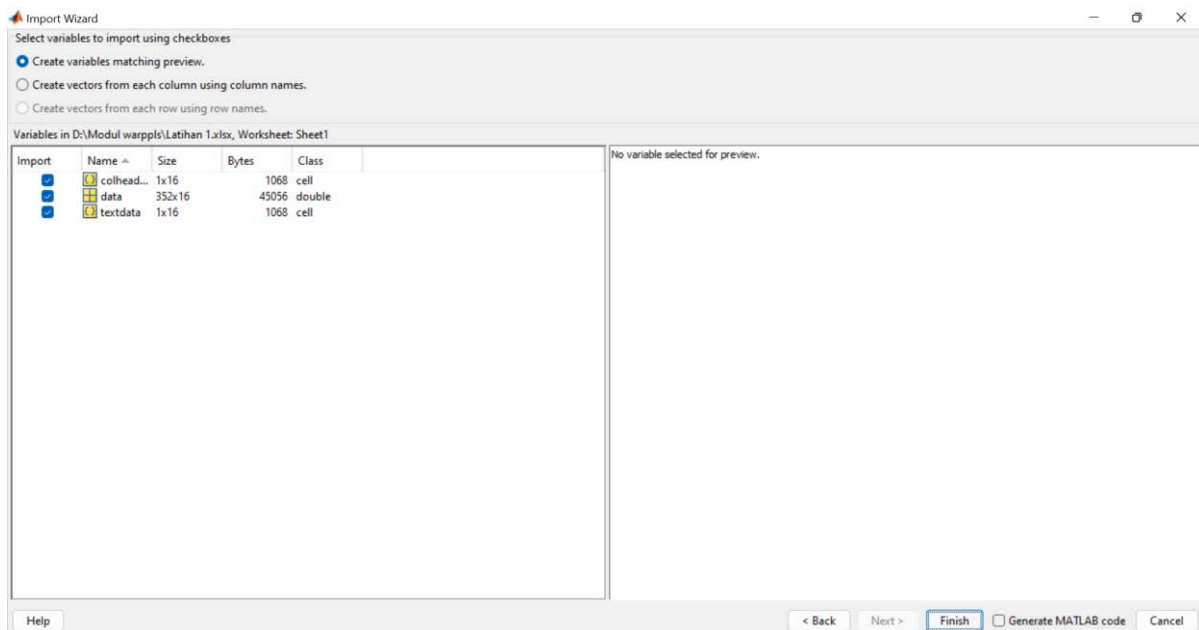 Import Wizard
Select variables to import using checkboxes
Create variables matching preview.
Create vectors from each column using column names.
Create vectors from each row using row names.
Variables in D:\Modul warppls\Latihan 1.xlsx, Worksheet: Sheet1
Import Name Size Bytes Class
colhead... 1x16 1068 cell
data 352x16 45056 double
textdata 1x16 1068 cell
No variable selected for preview.
Help < Back Next > Finish Generate MATLAB code Cancel